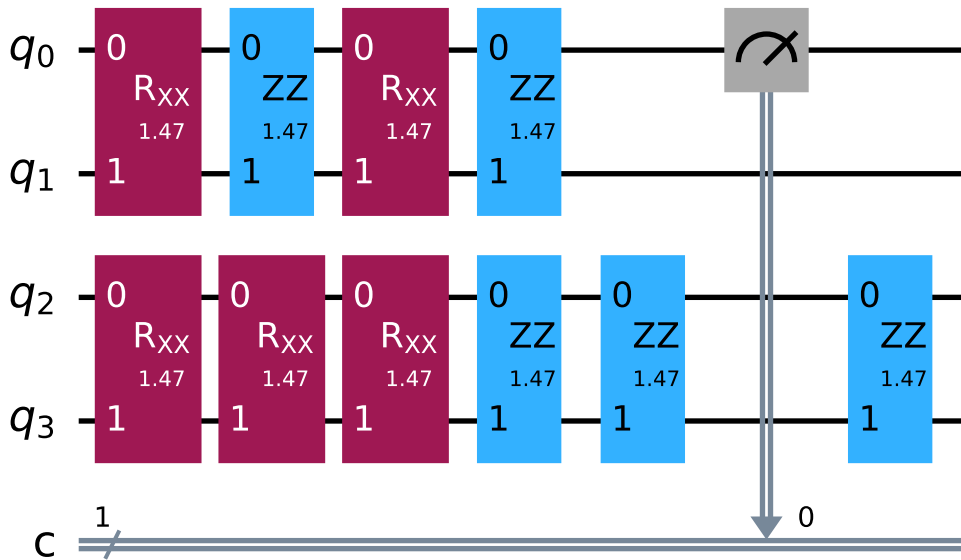 q0 0 0 0 0
RXX ZZ RXX ZZ
1.47 1.47 1.47 1.47
q1 1 1 1 1
q2 0 0 0 0 0 0
RXX RXX RXX ZZ ZZ ZZ
1.47 1.47 1.47 1.47 1.47 1.47
q3 1 1 1 1 1 1
1 0
c